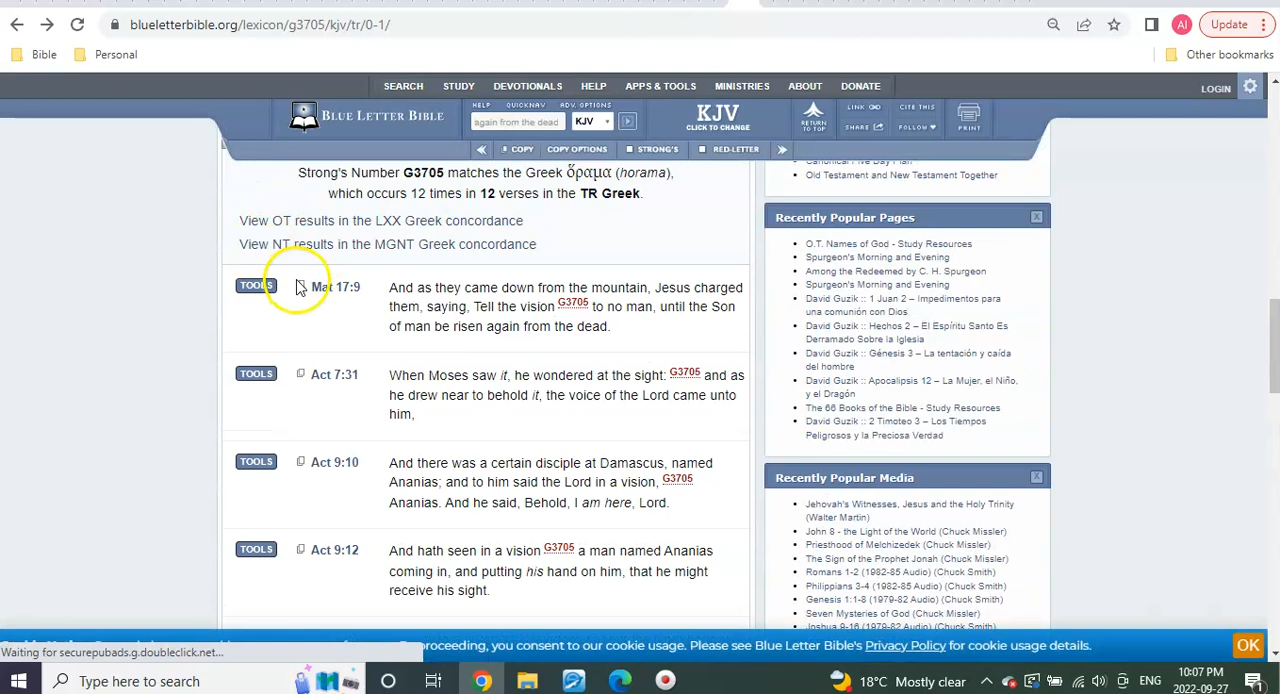 blueletterbible.org/lexicon/g3705/kjv/tr/0-1/
AI
Update
Bible
Personal
Other bookmarks
SEARCH STUDY DEVOTIONALS HELP APPS & TOOLS MINISTRIES ABOUT DONATE
LOGIN
BLUE LETTER BIBLE
HELP QUICKNAV ADV. OPTIONS
again from the dead
KJV
KJV
CLICK TO CHANGE
RETURN TO TOP
LINK
SHARE
CITE THIS
FOLLOW
PRINT
COPY COPY OPTIONS STRONG'S RED-LETTER
Strong's Number G3705 matches the Greek ὅραμα (horama),
which occurs 12 times in 12 verses in the TR Greek.
View OT results in the LXX Greek concordance
View NT results in the MGNT Greek concordance
TOOLS Mat 17:9
And as they came down from the mountain, Jesus charged
them, saying, Tell the vision G3705 to no man, until the Son
of man be risen again from the dead.
TOOLS Act 7:31
When Moses saw it, he wondered at the sight: G3705 and as
he drew near to behold it, the voice of the Lord came unto
him,
TOOLS Act 9:10
And there was a certain disciple at Damascus, named
Ananias; and to him said the Lord in a vision, G3705
Ananias. And he said, Behold, I am here, Lord.
TOOLS Act 9:12
And hath seen in a vision G3705 a man named Ananias
coming in, and putting his hand on him, that he might
receive his sight.
Old Testament and New Testament Together
Recently Popular Pages
O.T. Names of God - Study Resources
Spurgeon's Morning and Evening
Among the Redeemed by C. H. Spurgeon
Spurgeon's Morning and Evening
David Guzik :: 1 Juan 2 – Impedimentos para
una comunión con Dios
David Guzik :: Hechos 2 – El Espíritu Santo Es
Derramado Sobre la Iglesia
David Guzik :: Génesis 3 – La tentación y caída
del hombre
David Guzik :: Apocalipsis 12 – La Mujer, el Niño,
y el Dragón
The 66 Books of the Bible - Study Resources
David Guzik :: 2 Timoteo 3 – Los Tiempos
Peligrosos y la Preciosa Verdad
Recently Popular Media
Jehovah's Witnesses, Jesus and the Holy Trinity
(Walter Martin)
John 8 - the Light of the World (Chuck Missler)
Priesthood of Melchizedek (Chuck Missler)
The Sign of the Prophet Jonah (Chuck Missler)
Romans 1-2 (1982-85 Audio) (Chuck Smith)
Philippians 3-4 (1982-85 Audio) (Chuck Smith)
Genesis 1:1-8 (1979-82 Audio) (Chuck Smith)
Seven Mysteries of God (Chuck Missler)
Joshua 9-16 (1979-82 Audio) (Chuck Smith)
Waiting for securepubads.g.doubleclick.net...
roceeding, you consent to our cookie usage. Please see Blue Letter Bible's Privacy Policy for cookie usage details.
OK
Type here to search
18°C Mostly clear
ENG
10:07 PM
2022-09-27